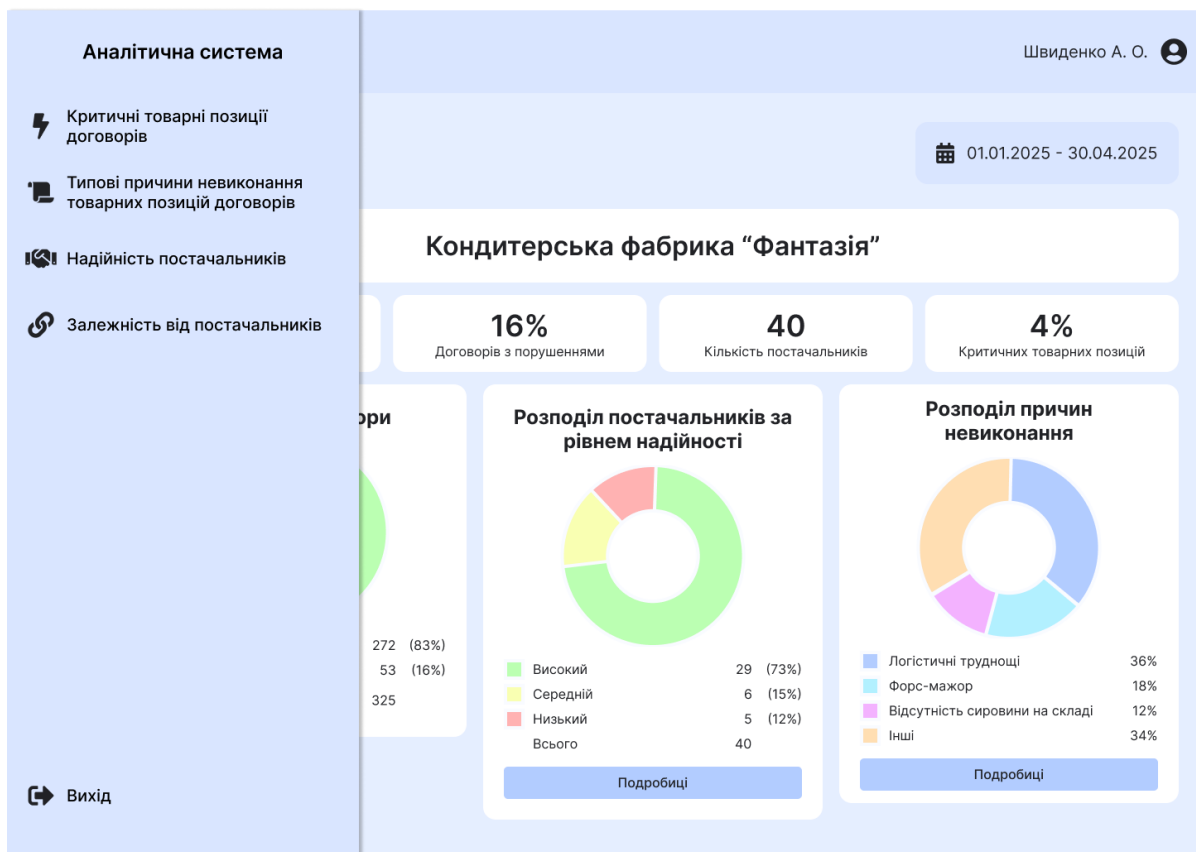 Аналітична система
Критичні товарні позиції
договорів
Типові причини невиконання
товарних позицій договорів
Надійність постачальників
Залежність від постачальників
Вихід
Швиденко А. О.
01.01.2025 - 30.04.2025
Кондитерська фабрика “Фантазія”
16%
Договорів з порушеннями
40
Кількість постачальників
4%
Критичних товарних позицій
272 (83%)
53 (16%)
325
Розподіл постачальників за
рівнем надійності
Високий 29 (73%)
Середній 6 (15%)
Низький 5 (12%)
Всього 40
Подробиці
Розподіл причин
невиконання
Логістичні труднощі 36%
Форс-мажор 18%
Відсутність сировини на складі 12%
Інші 34%
Подробиці